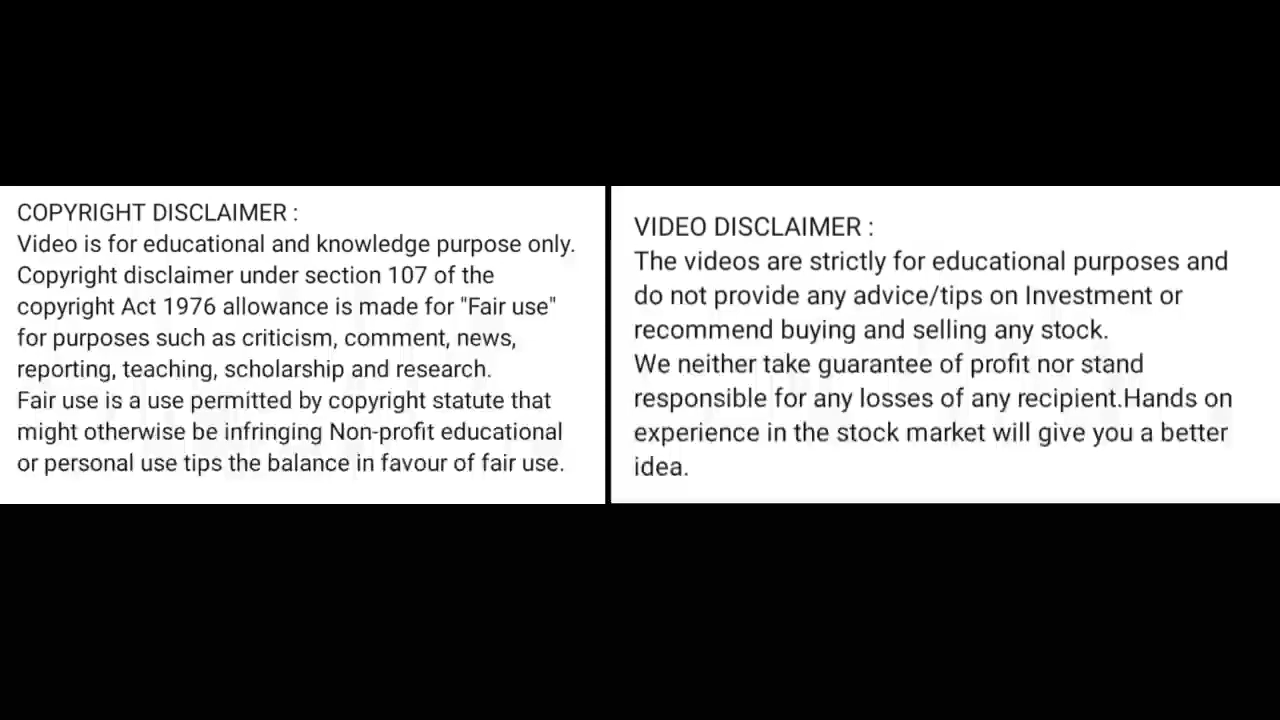 COPYRIGHT DISCLAIMER :
Video is for educational and knowledge purpose only.
Copyright disclaimer under section 107 of the
copyright Act 1976 allowance is made for "Fair use"
for purposes such as criticism, comment, news,
reporting, teaching, scholarship and research.
Fair use is a use permitted by copyright statute that
might otherwise be infringing Non-profit educational
or personal use tips the balance in favour of fair use.
VIDEO DISCLAIMER :
The videos are strictly for educational purposes and
do not provide any advice/tips on Investment or
recommend buying and selling any stock.
We neither take guarantee of profit nor stand
responsible for any losses of any recipient.Hands on
experience in the stock market will give you a better
idea.